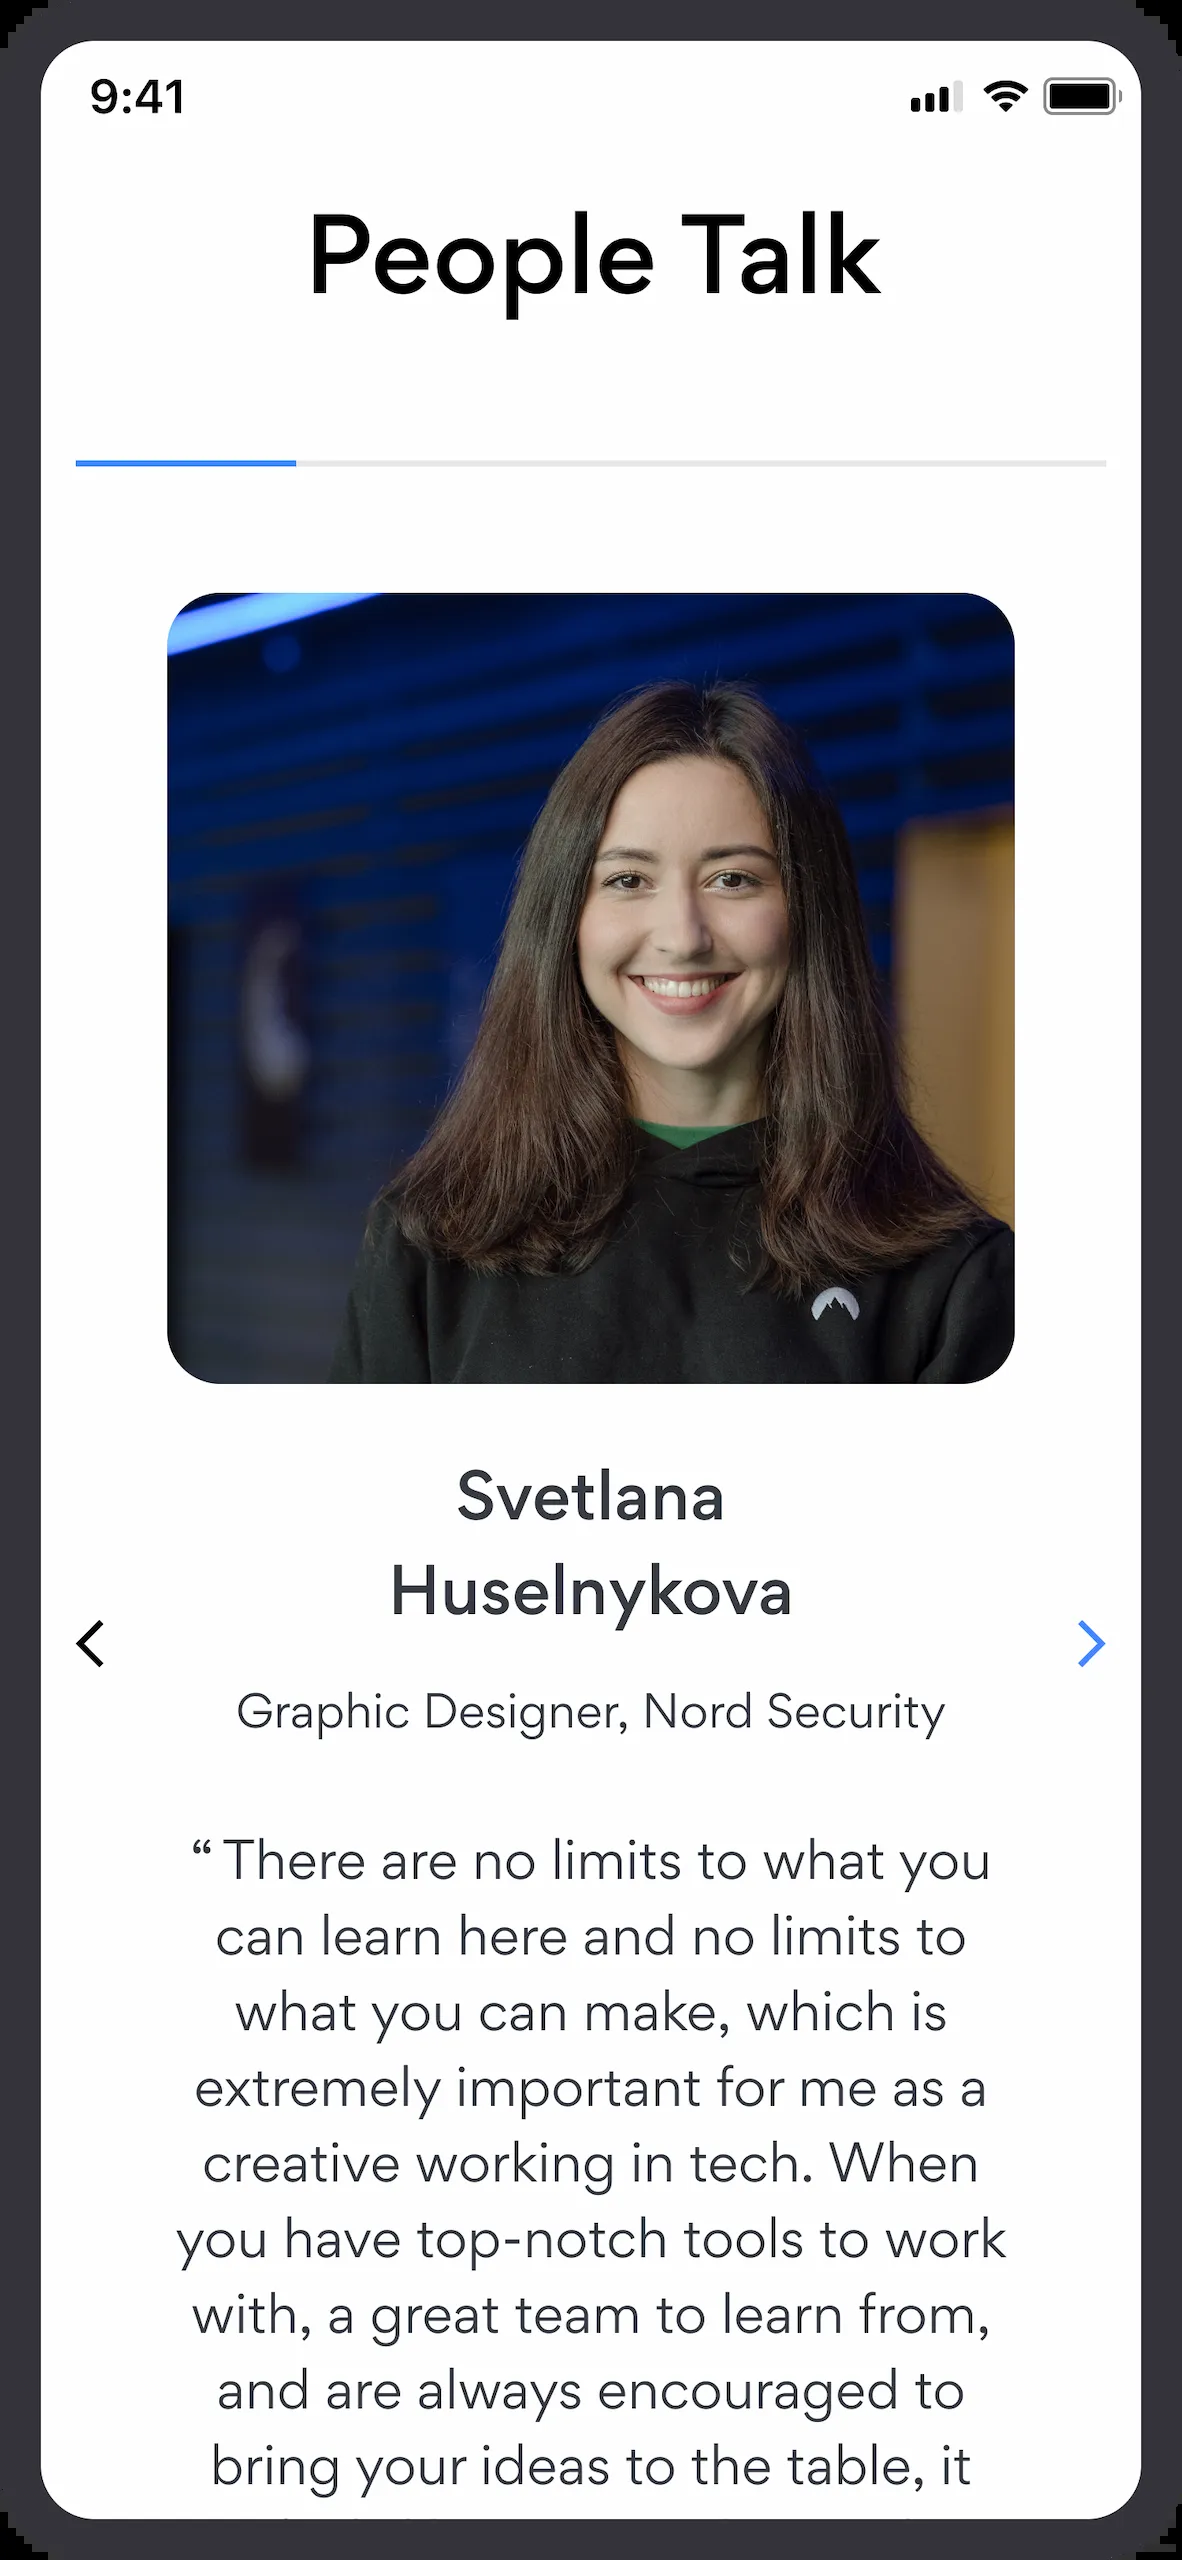 9:41
People Talk
Svetlana
Huselnykova
Graphic Designer, Nord Security
“ There are no limits to what you
can learn here and no limits to
what you can make, which is
extremely important for me as a
creative working in tech. When
you have top-notch tools to work
with, a great team to learn from,
and are always encouraged to
bring your ideas to the table, it